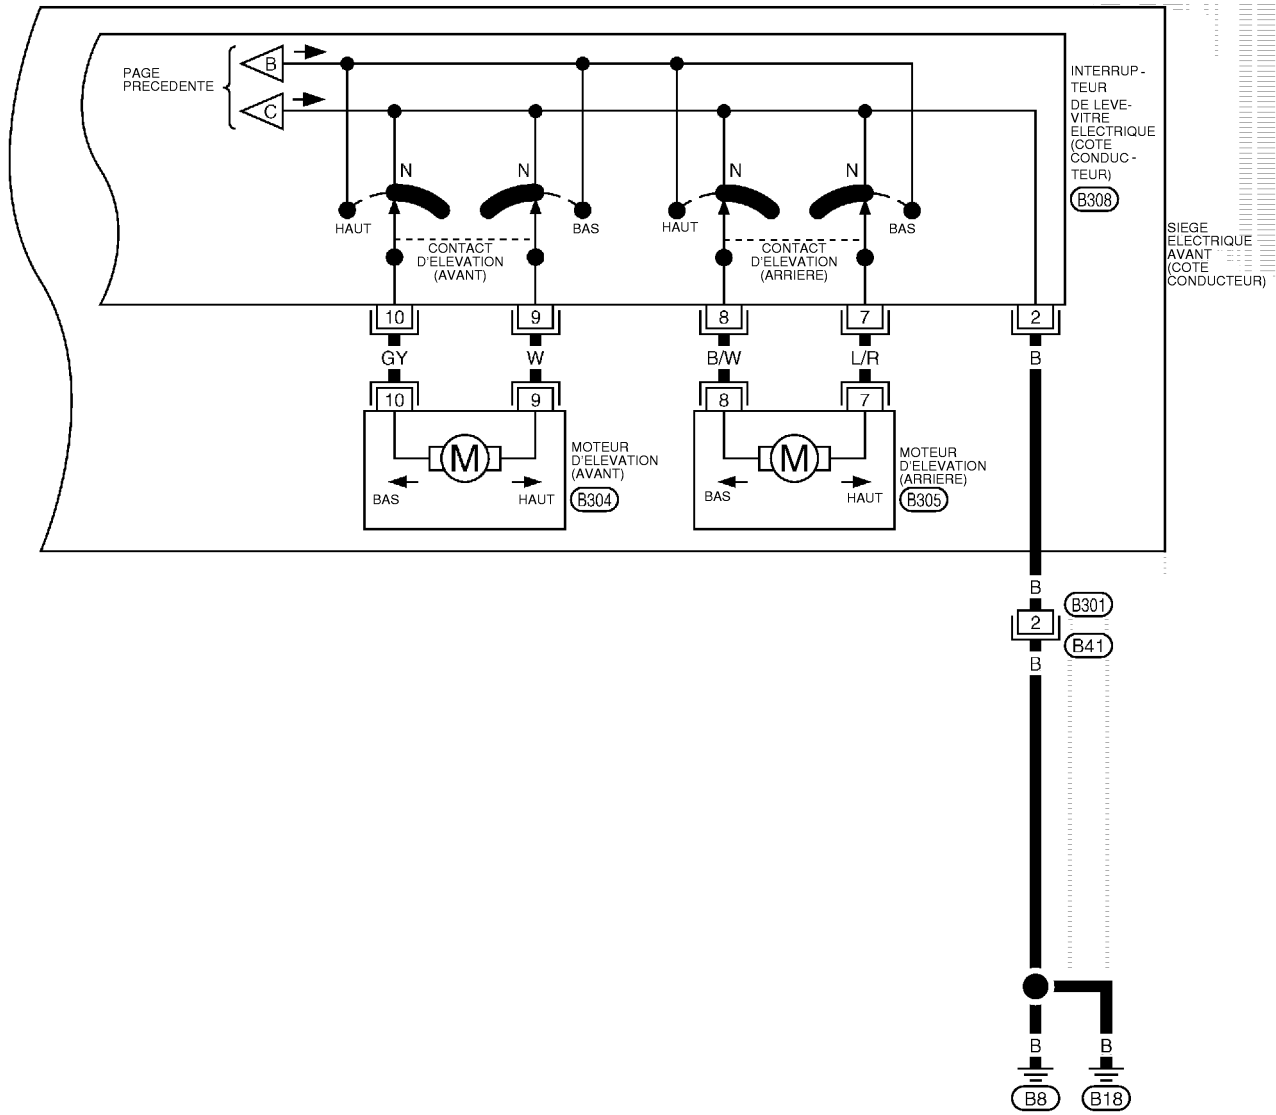 PAGE
PRECEDENTE
B
C
N
N
N
N
HAUT
BAS
HAUT
BAS
CONTACT
D'ELEVATION
(AVANT)
CONTACT
D'ELEVATION
(ARRIERE)
INTERRUP-
TEUR
DE LEVE-
VITRE
ELECTRIQUE
(COTE
CONDUC-
TEUR)
B308
SIEGE
ELECTRIQUE
AVANT
(COTE
CONDUCTEUR)
10
9
8
7
2
GY
W
B/W
L/R
B
10
9
8
7
M
M
BAS
HAUT
MOTEUR
D'ELEVATION
(AVANT)
B304
BAS
HAUT
MOTEUR
D'ELEVATION
(ARRIERE)
B305
B
2
B301
B41
B
B
B
B8
B18